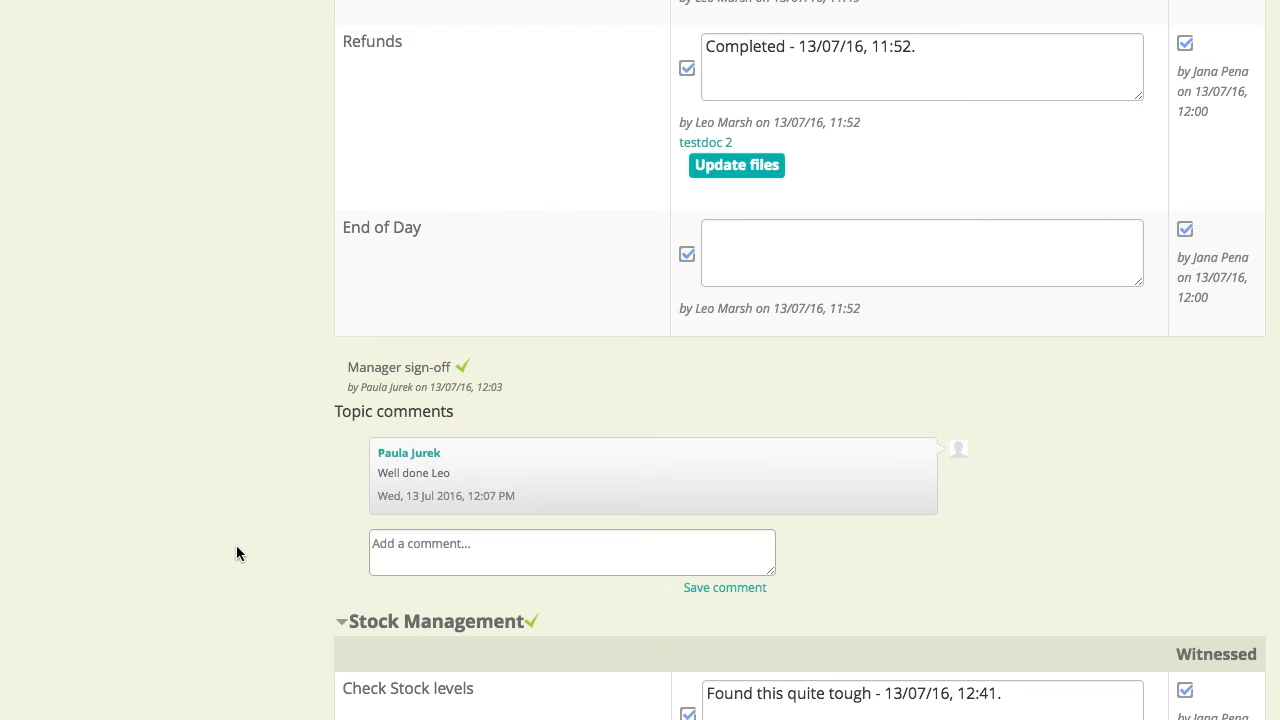 Refunds
Completed - 13/07/16, 11:52.
by Jana Pena
on 13/07/16,
12:00
by Leo Marsh on 13/07/16, 11:52
testdoc 2
Update files
End of Day
by Jana Pena
on 13/07/16,
12:00
by Leo Marsh on 13/07/16, 11:52
Manager sign-off
by Paula Jurek on 13/07/16, 12:03
Topic comments
Paula Jurek
Well done Leo
Wed, 13 Jul 2016, 12:07 PM
Add a comment...
Save comment
Stock Management
Witnessed
Check Stock levels
Found this quite tough - 13/07/16, 12:41.
by Jana Pena